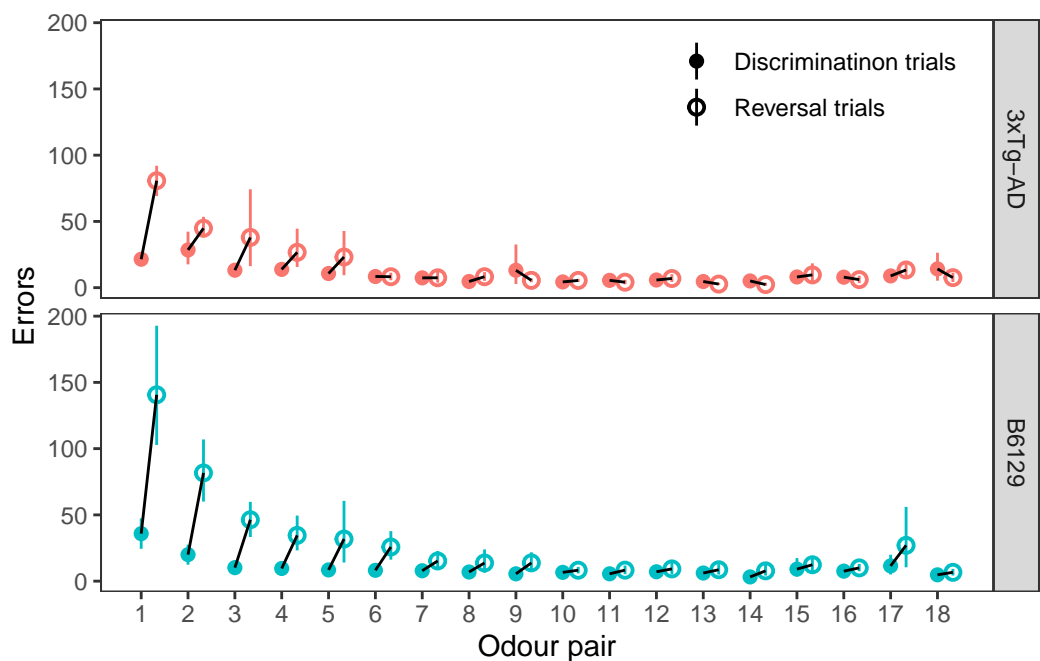 200
150
100
50
0
Discriminatinon trials
Reversal trials
3xTg−AD
Errors
200
150
100
50
0
B6129
1 2 3 4 5 6 7 8 9 10 11 12 13 14 15 16 17 18
Odour pair